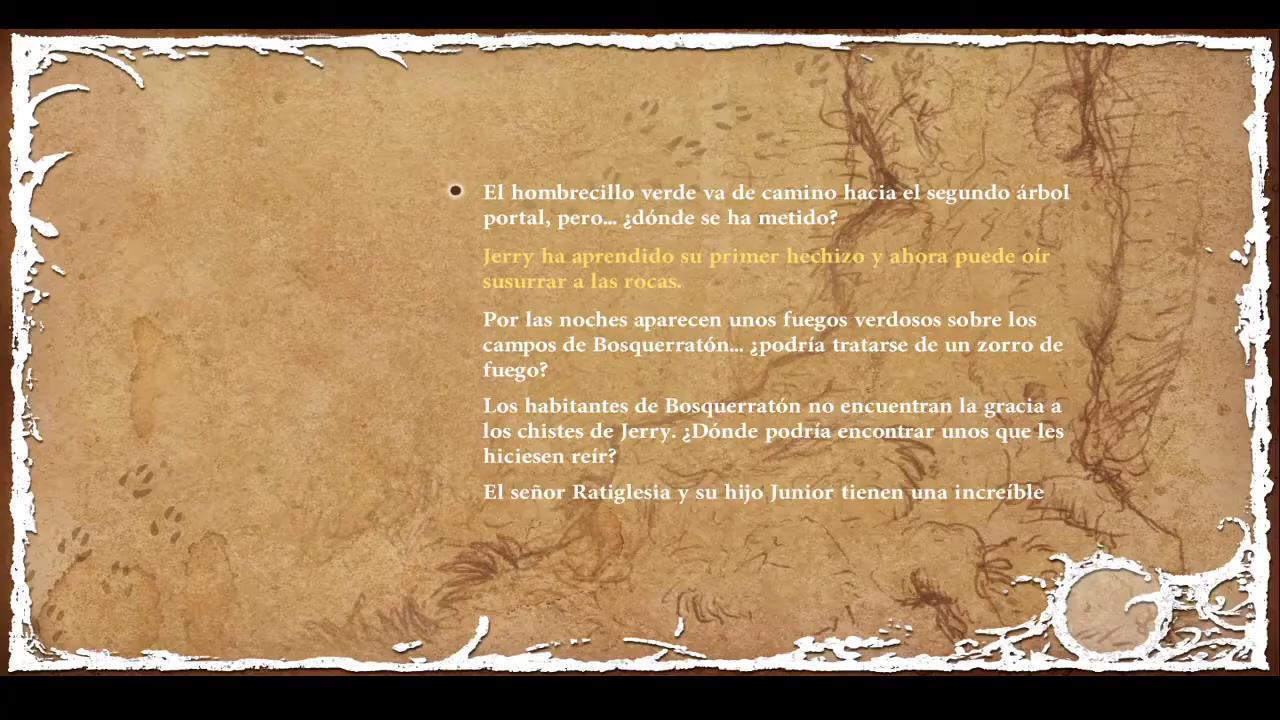 El hombrecillo verde va de camino hacia el segundo árbol
portal, pero... ¿dónde se ha metido?
Jerry ha aprendido su primer hechizo y ahora puede oír
susurrar a las rocas.
Por las noches aparecen unos fuegos verdosos sobre los
campos de Bosquerratón... ¿podría tratarse de un zorro de
fuego?
Los habitantes de Bosquerratón no encuentran la gracia a
los chistes de Jerry. ¿Dónde podría encontrar unos que les
hiciesen reír?
El señor Ratiglesia y su hijo Junior tienen una increíble